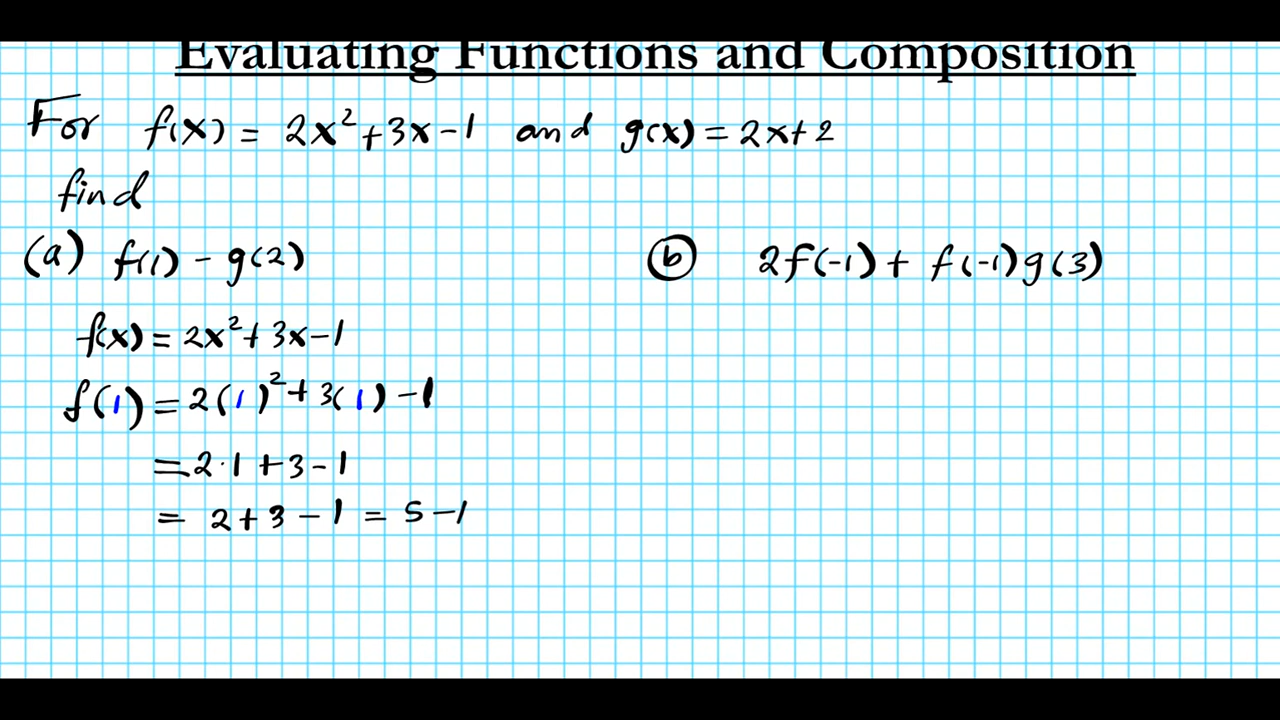 Evaluating Functions and Composition
For f(x) = 2x² + 3x - 1 and g(x) = 2x + 2
find
(a) f(1) - g(2)
ⓑ 2f(-1) + f(-1)g(3)
f(x) = 2x² + 3x - 1
f(1) = 2(1)² + 3(1) - 1
= 2·1 + 3 - 1
= 2 + 3 - 1 = 5 - 1